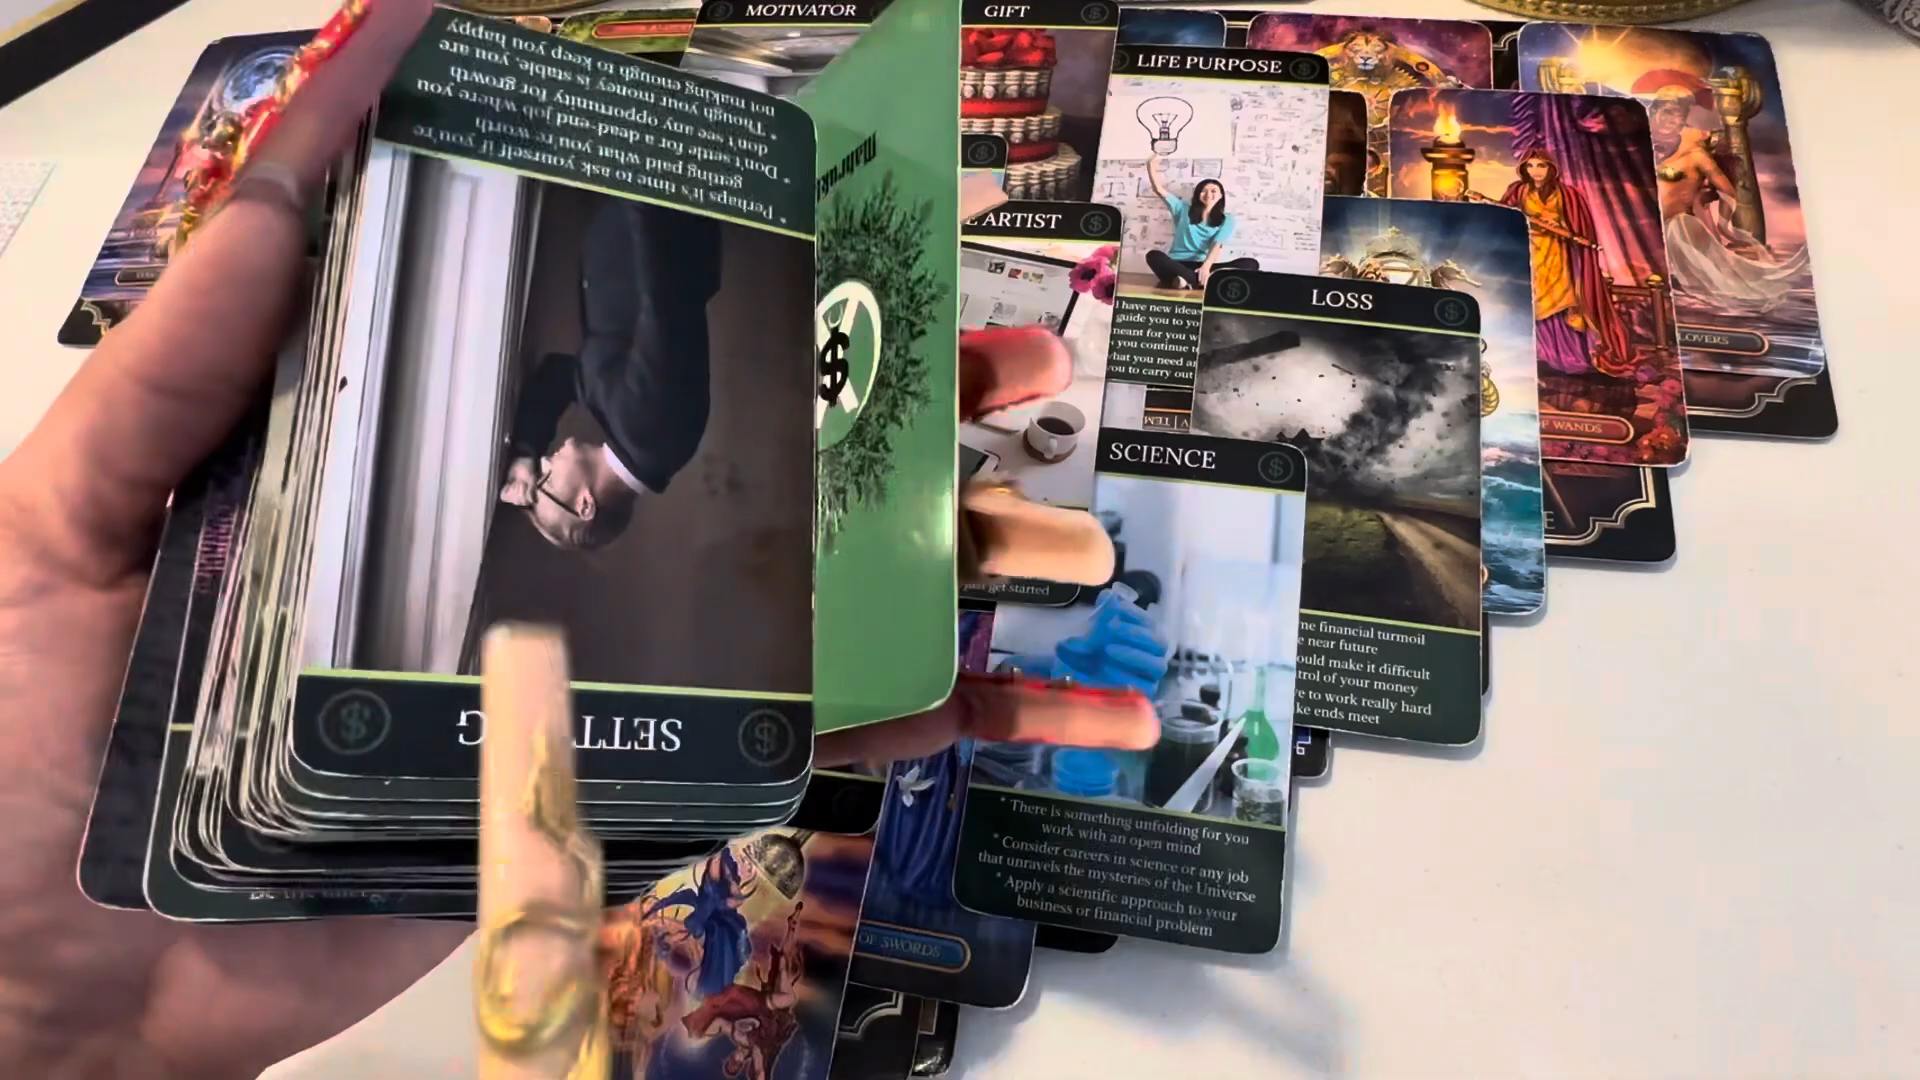 MOTIVATOR
GIFT
LIFE PURPOSE
E ARTIST
LOSS
SCIENCE
* Perhaps it's time to ask yourself if you're
getting paid what you're worth
Don't settle for a dead-end job where you
don't see any opportunity for growth
* Though your money is stable, you are
not making enough to keep you happy
SETT G
have new ideas
guide you to yo
meant for you w
you continue t
what you need a
you to carry out
just get started
me financial turmoil
e near future
ould make it difficult
trol of your money
ve to work really hard
ke ends meet
* There is something unfolding for you
work with an open mind
* Consider careers in science or any job
that unravels the mysteries of the Universe
* Apply a scientific approach to your
business or financial problem
LOVERS
OF WANDS
OF SWORDS